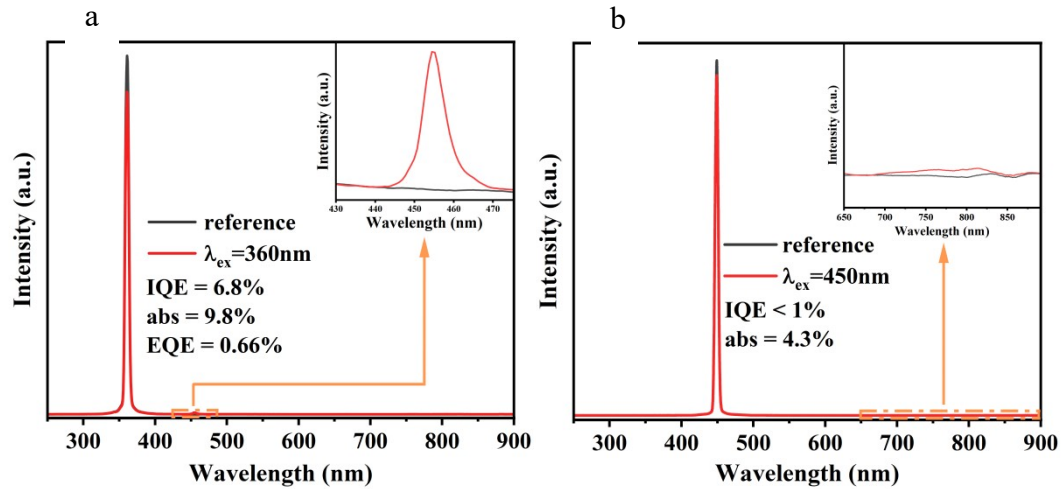 a
Intensity (a.u.)
reference
λex=360nm
IQE = 6.8%
abs = 9.8%
EQE = 0.66%
300 400 500 600 700 800 900
Wavelength (nm)
Intensity (a.u.)
430 440 450 460 470
Wavelength (nm)
b
Intensity (a.u.)
reference
λex=450nm
IQE < 1%
abs = 4.3%
300 400 500 600 700 800 900
Wavelength (nm)
Intensity (a.u.)
650 700 750 800 850
Wavelength (nm)